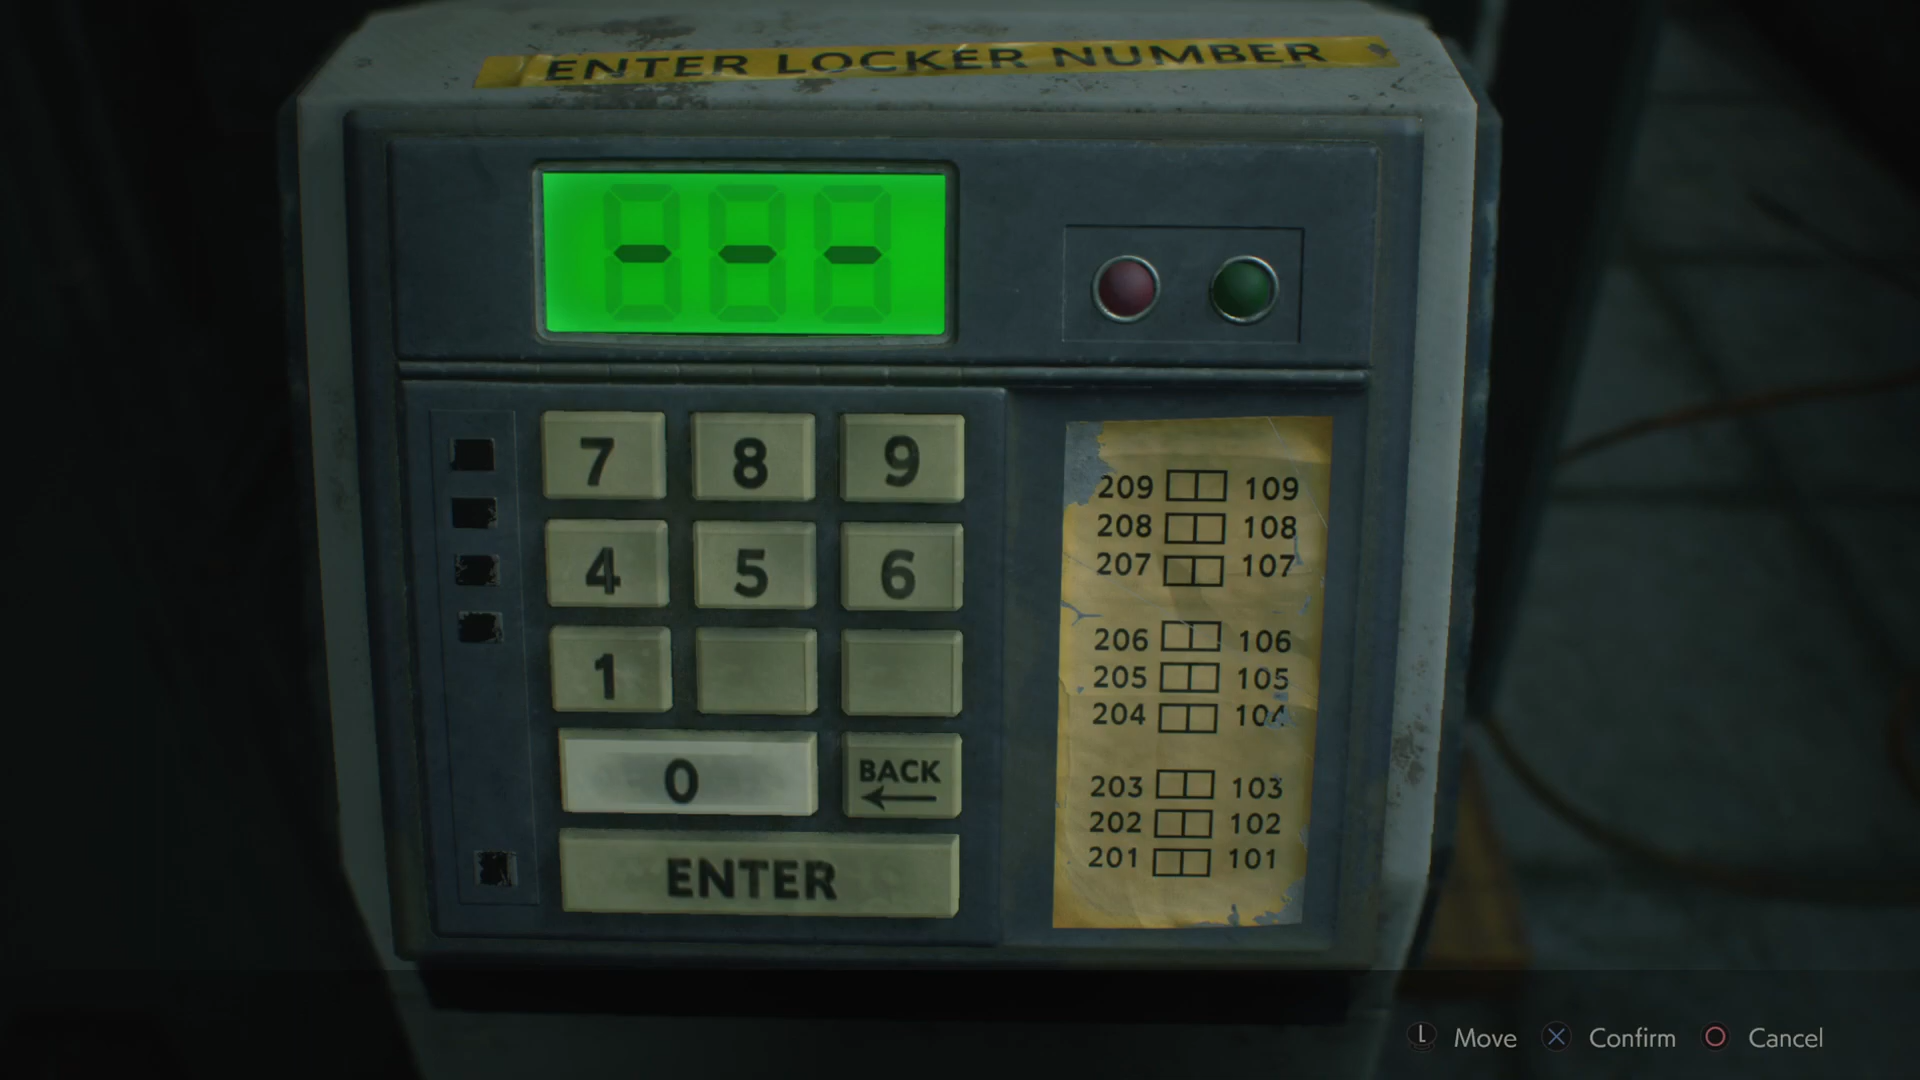 ENTER LOCKER NUMBER
- - -
7 8 9
4 5 6
1
0 BACK
ENTER
209 109
208 108
207 107
206 106
205 105
204 104
203 103
202 102
201 101
L Move Confirm Cancel